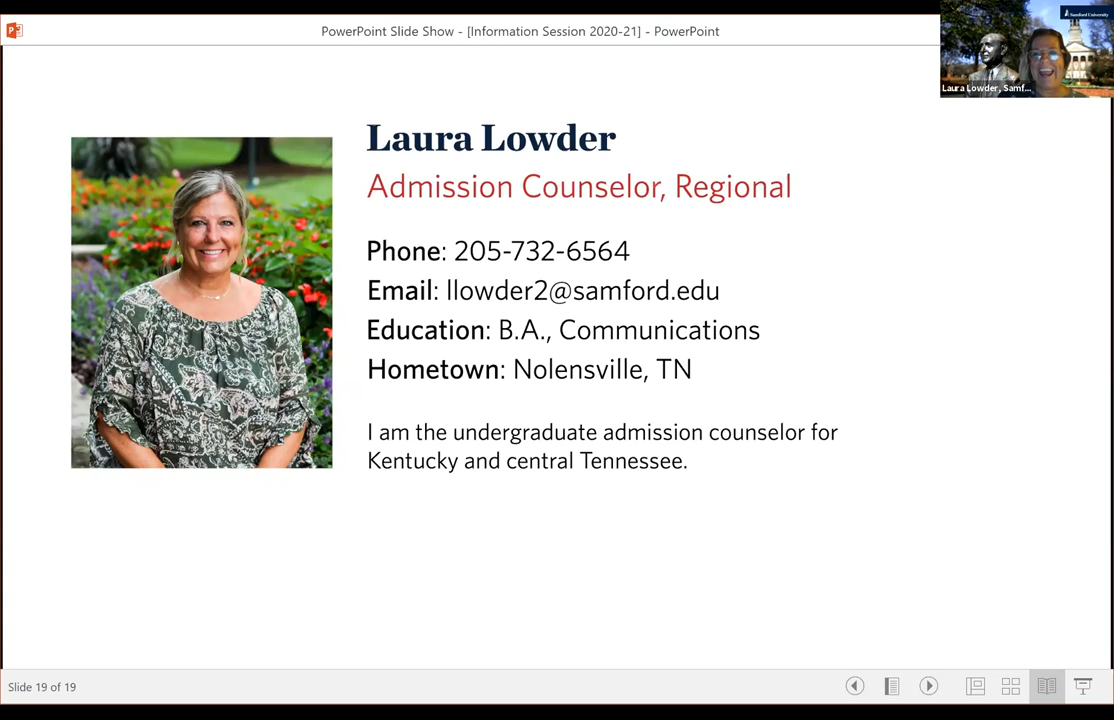 PowerPoint Slide Show - [Information Session 2020-21] - PowerPoint
Samford University
Laura Lowder, Samf...
Laura Lowder
Admission Counselor, Regional
Phone: 205-732-6564
Email: llowder2@samford.edu
Education: B.A., Communications
Hometown: Nolensville, TN
I am the undergraduate admission counselor for
Kentucky and central Tennessee.
Slide 19 of 19